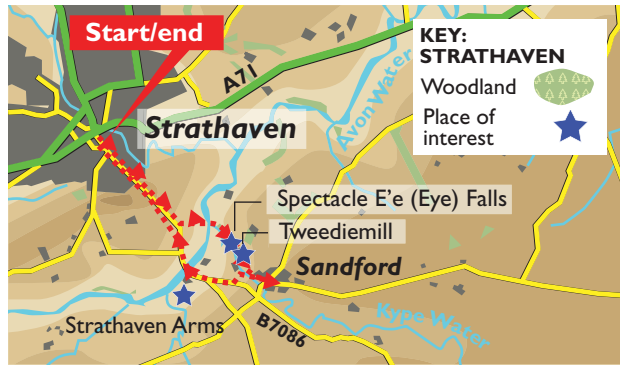 Start/end
KEY:
STRATHAVEN
Woodland
Place of
interest
A71
Avon Water
Strathaven
Spectacle E'e (Eye) Falls
Tweediemill
Sandford
Strathaven Arms
B7086
Kype Water